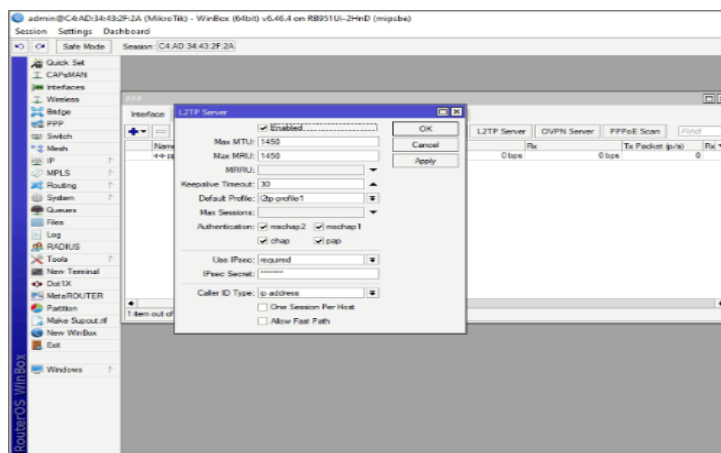 admin@C4:AD:34:43:2F:2A (MikroTik) - WinBox (64bit) v6.46.4 on RB951Ui-2HnD (mipsbe)
Session Settings Dashboard
Safe Mode Session: C4:AD:34:43:2F:2A
Quick Set
CAPsMAN
Interfaces
Wireless
Bridge
PPP
Switch
Mesh
IP
MPLS
Routing
System
Queues
Files
Log
RADIUS
Tools
New Terminal
Dot1X
MetaROUTER
Partition
Make Supout.rif
New WinBox
Exit
Windows
RouterOS WinBox
PPP
Interface
L2TP Server OVPN Server PPPoE Scan Find
Name Rx Tx Packet (p/s) Rx
0 bps 0 bps 0
1 item out of
L2TP Server
Enabled
Max MTU: 1450
Max MRU: 1450
MRRU:
Keepalive Timeout: 30
Default Profile: l2tp-profile1
Max Sessions:
Authentication: mschap2 mschap1
chap pap
Use IPsec: required
IPsec Secret: *******
Caller ID Type: ip address
One Session Per Host
Allow Fast Path
OK
Cancel
Apply